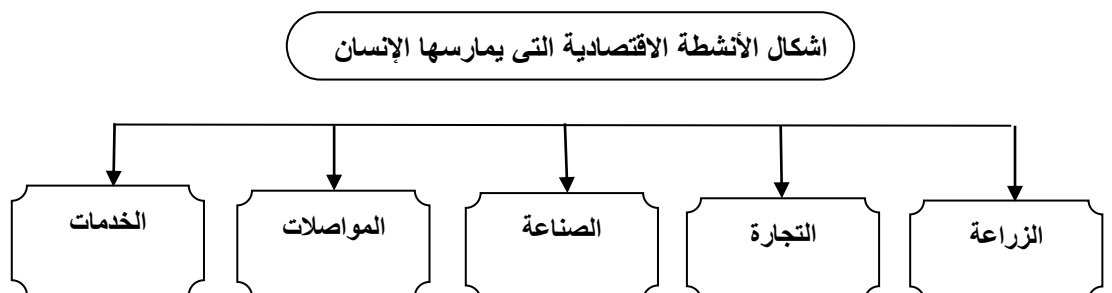 اشكال الأنشطة الاقتصادية التى يمارسها الإنسان
الزراعة
التجارة
الصناعة
المواصلات
الخدمات